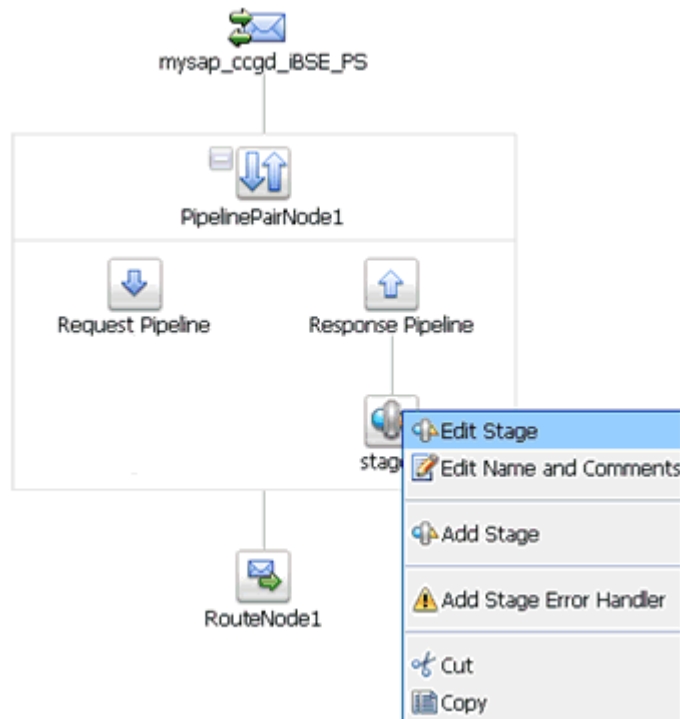 mysap_ccgd_iBSE_PS
PipelinePairNode1
Request Pipeline
Response Pipeline
stage
Edit Stage
Edit Name and Comments
Add Stage
Add Stage Error Handler
RouteNode1
Cut
Copy